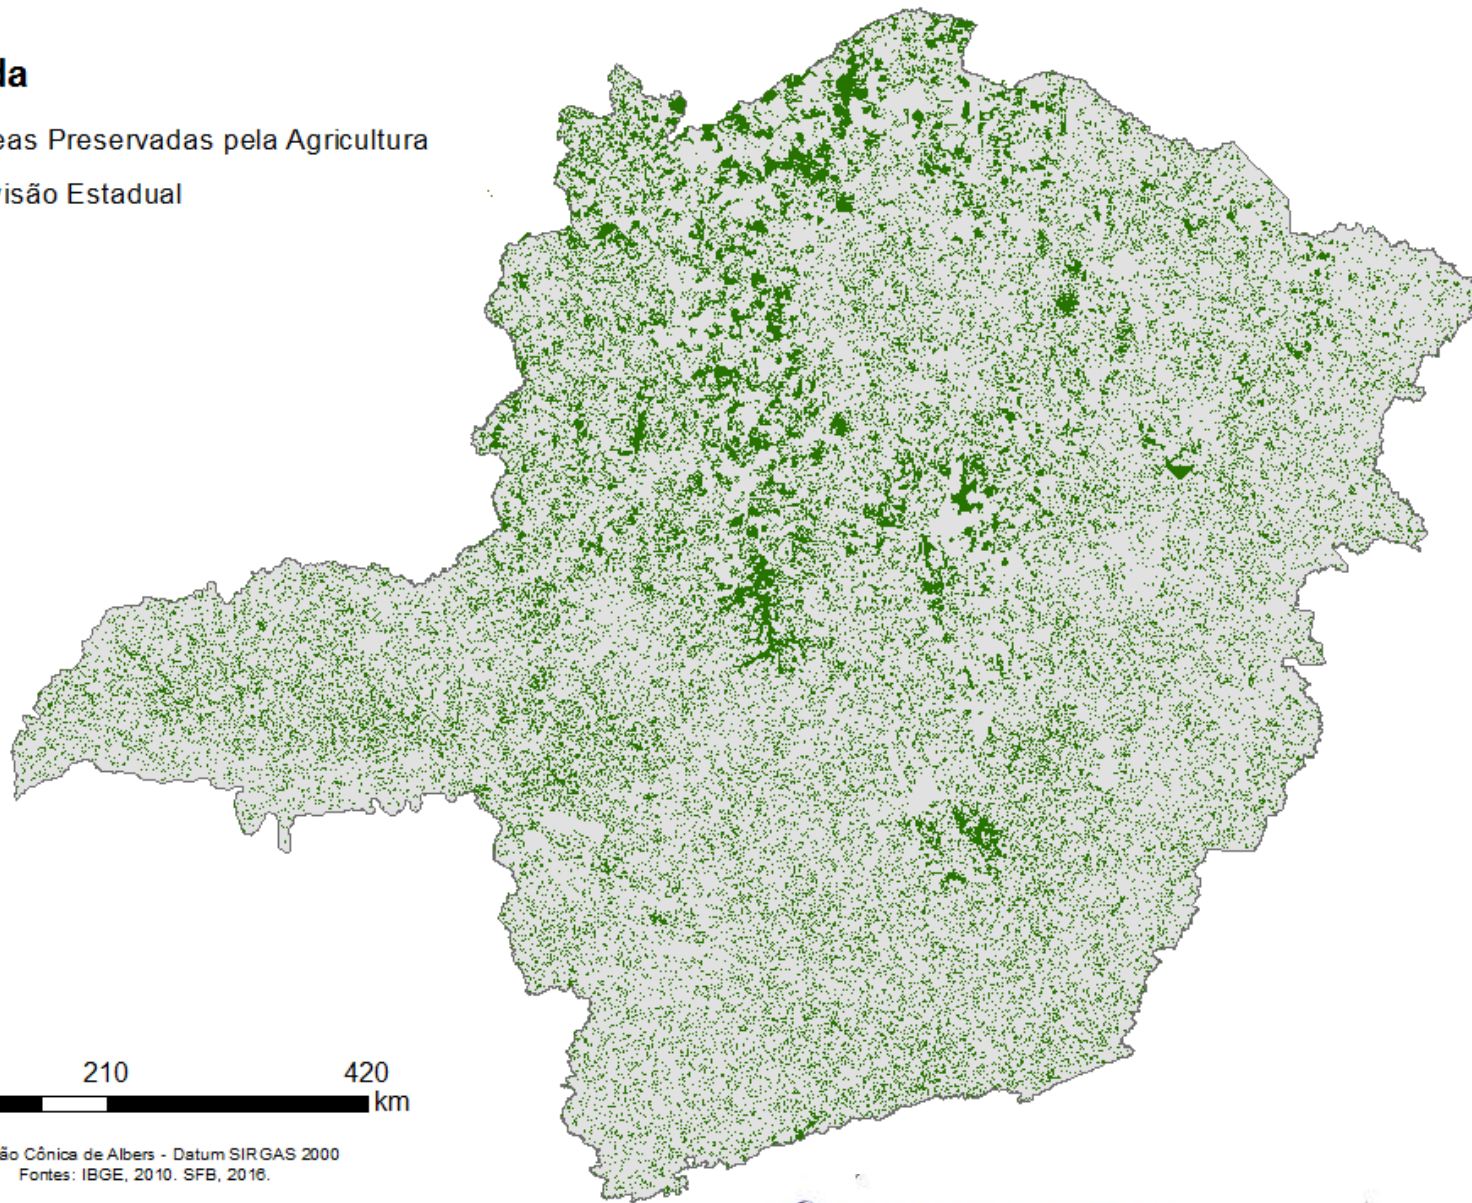 da
eas Preservadas pela Agricultura
visão Estadual
210 420
km
ão Cônica de Albers - Datum SIRGAS 2000
Fontes: IBGE, 2010. SFB, 2016.